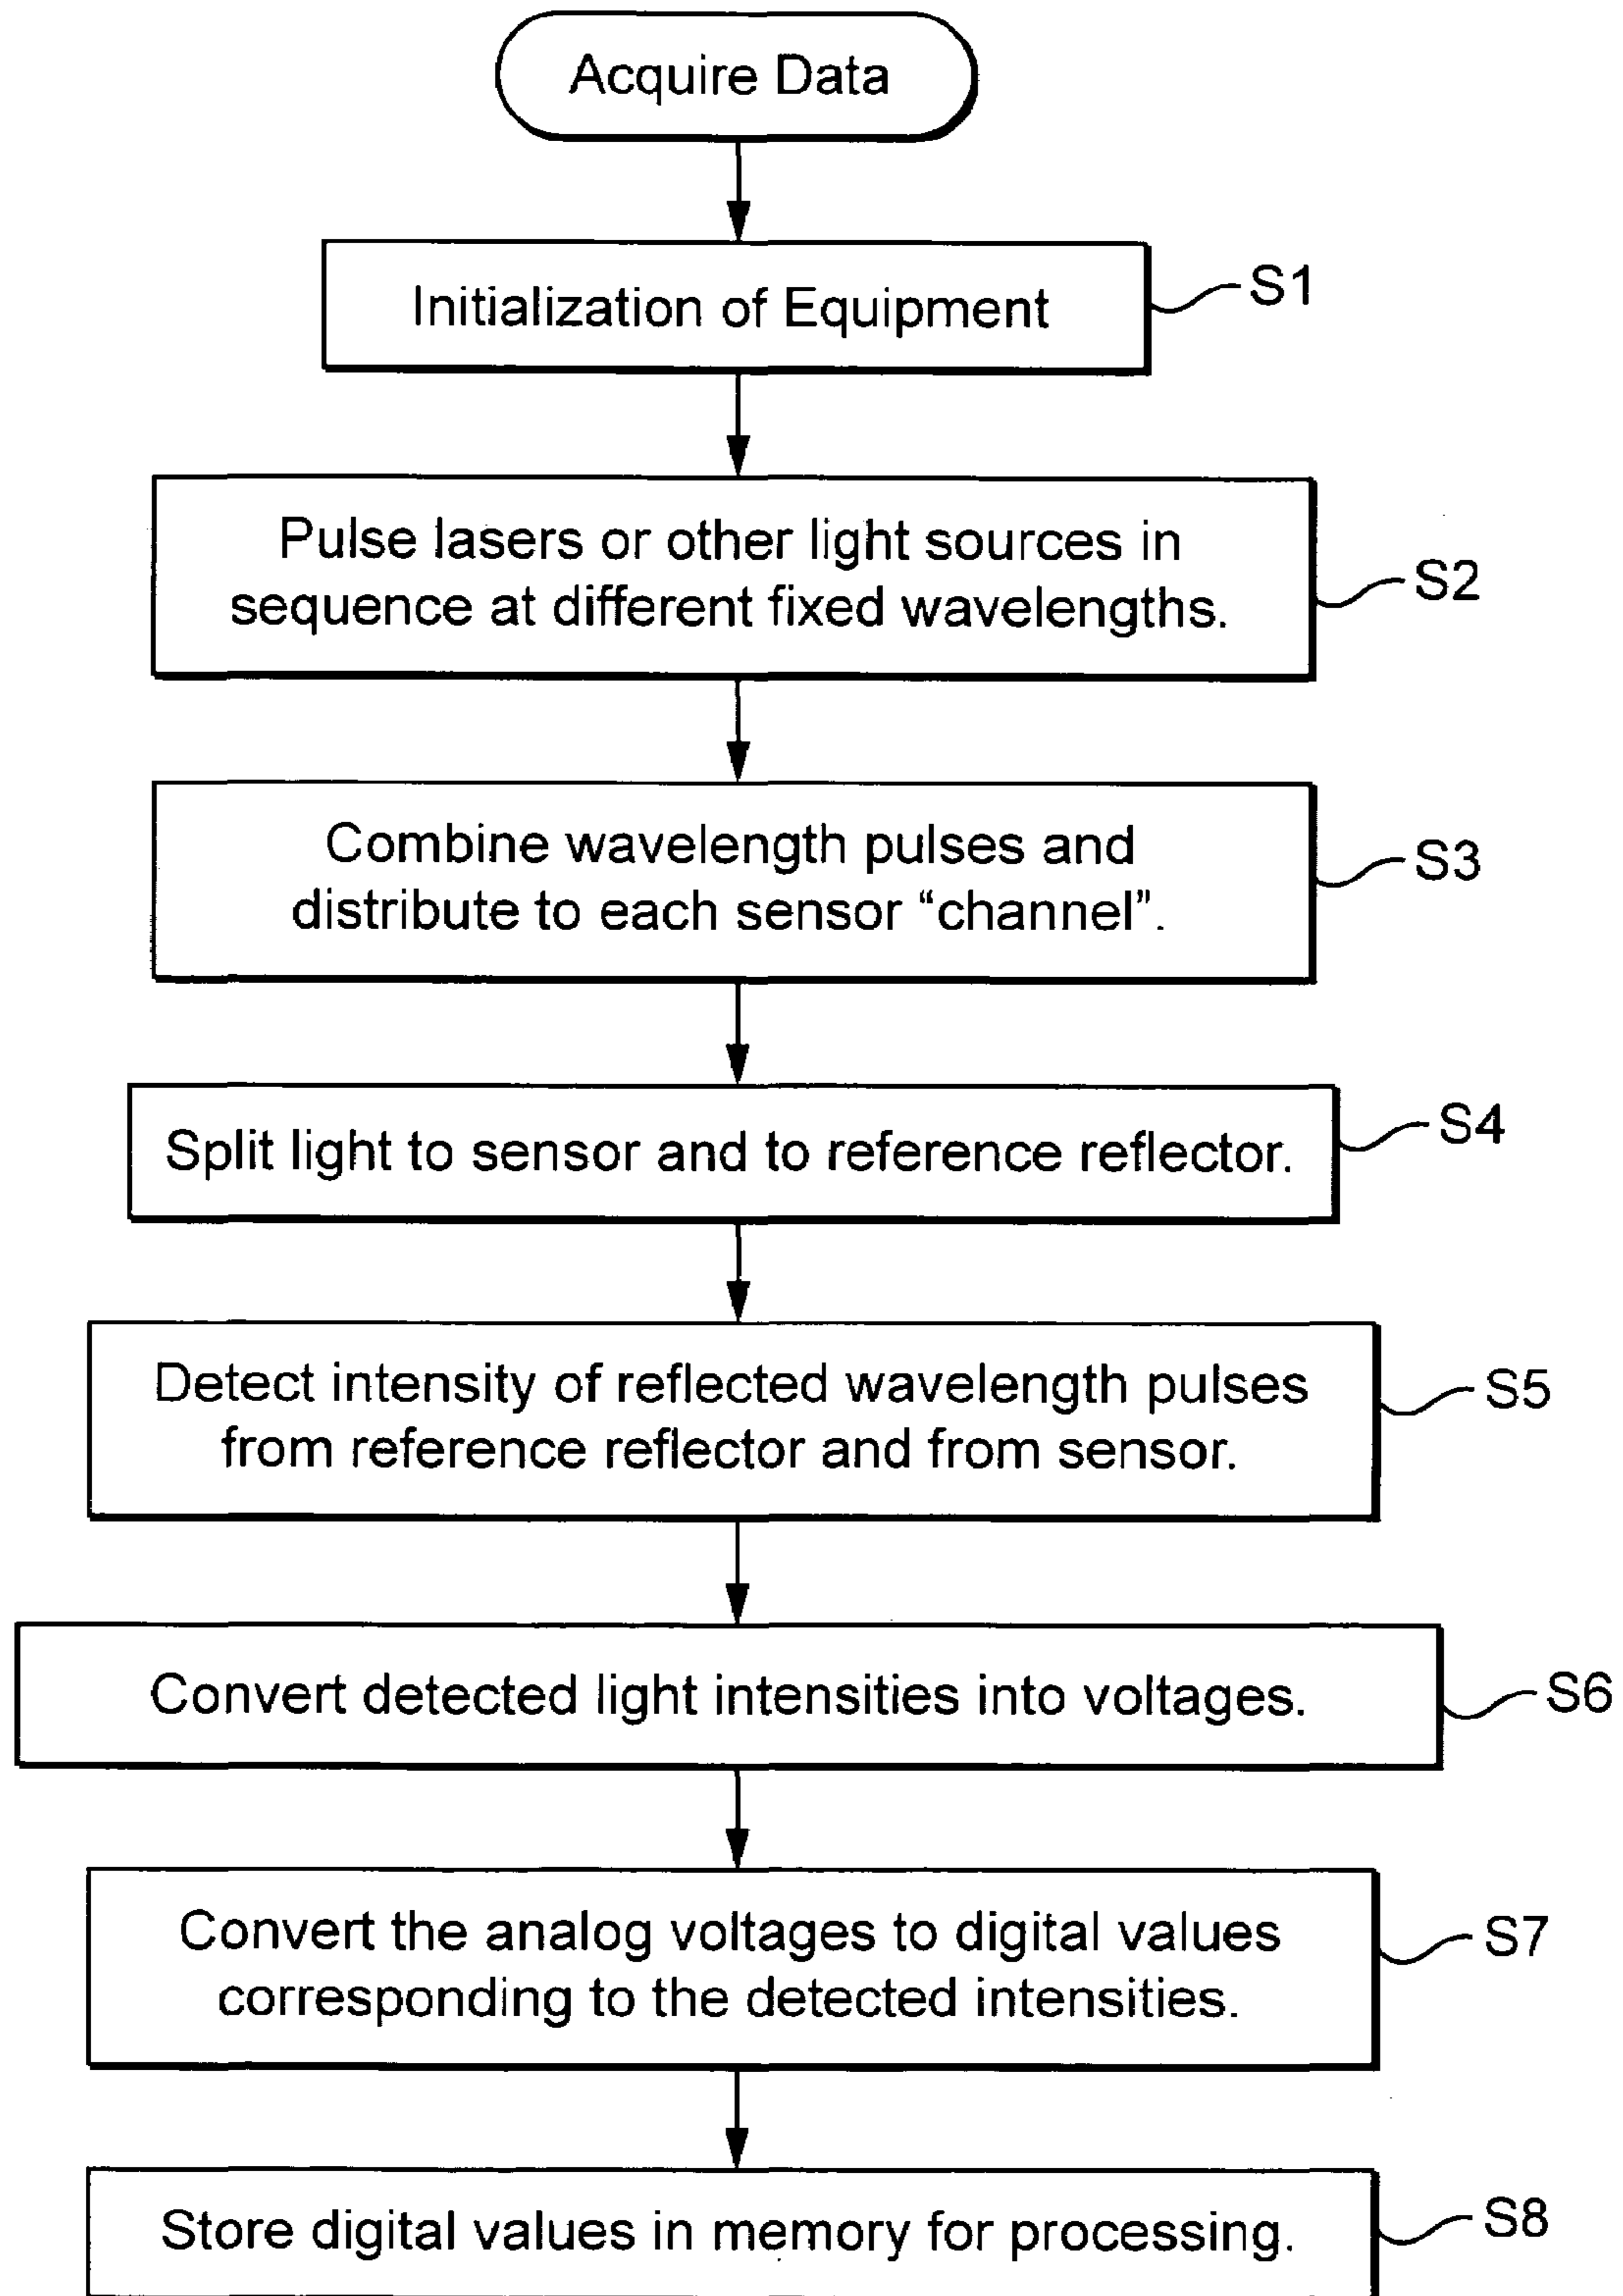 Acquire Data
Initialization of Equipment
S1
Pulse lasers or other light sources in
sequence at different fixed wavelengths.
S2
Combine wavelength pulses and
distribute to each sensor “channel”.
S3
Split light to sensor and to reference reflector.
S4
Detect intensity of reflected wavelength pulses
from reference reflector and from sensor.
S5
Convert detected light intensities into voltages.
S6
Convert the analog voltages to digital values
corresponding to the detected intensities.
S7
Store digital values in memory for processing.
S8